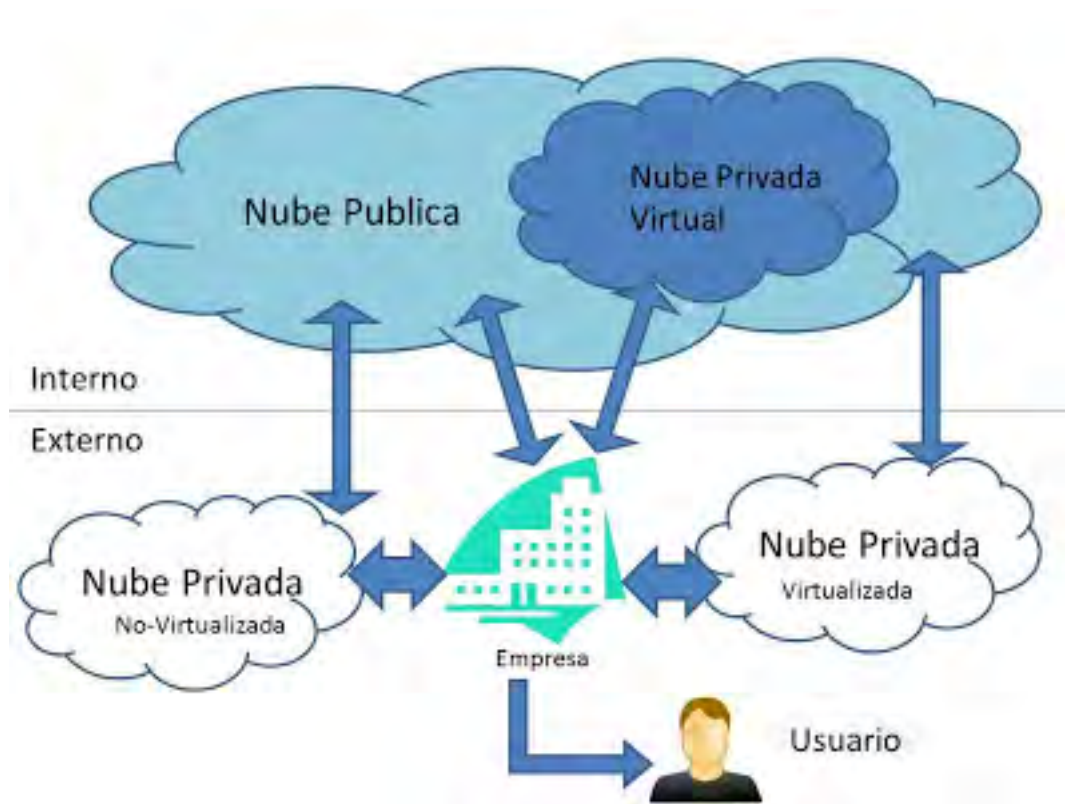 Nube Publica
Nube Privada
Virtual
Interno
Externo
Nube Privada
No-Virtualizada
Nube Privada
Virtualizada
Empresa
Usuario